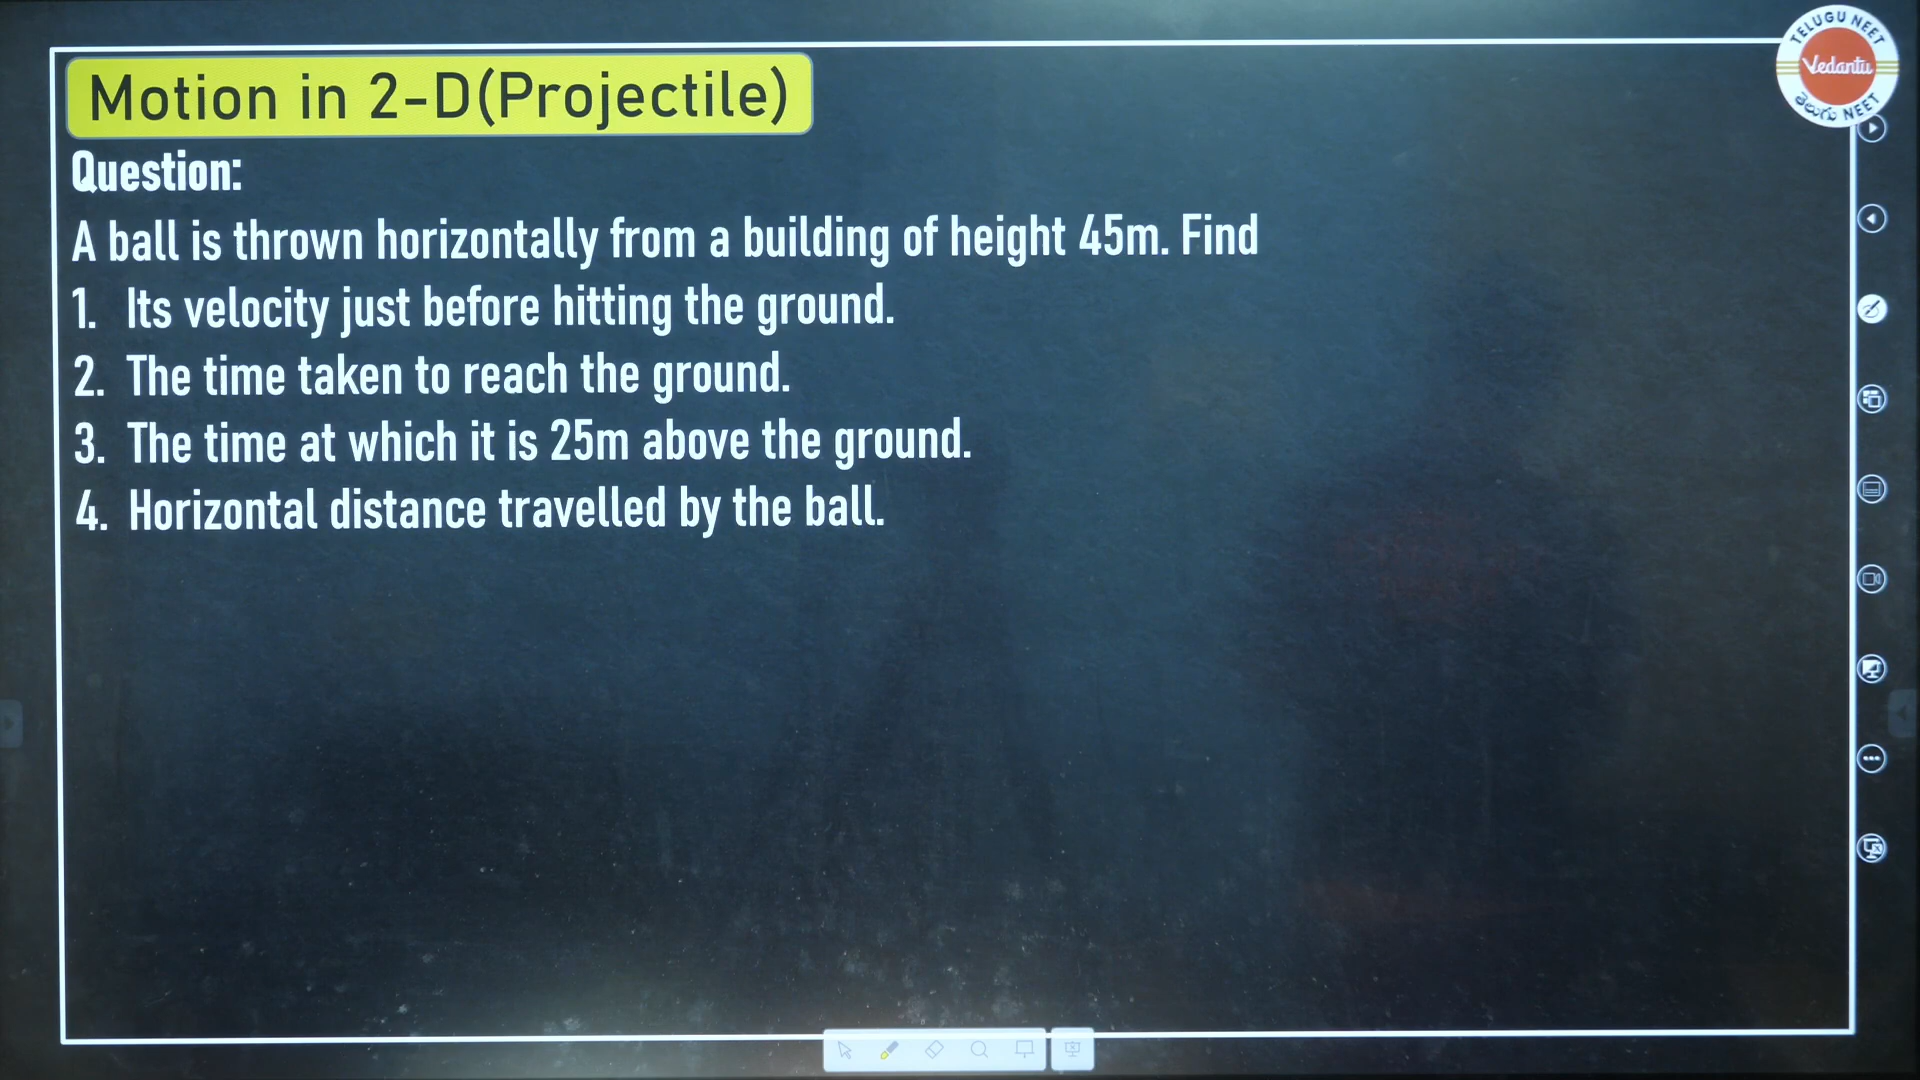 TELUGU NEET
Vedantu
తెలుగు NEET
Motion in 2-D(Projectile)
Question:
A ball is thrown horizontally from a building of height 45m. Find
1. Its velocity just before hitting the ground.
2. The time taken to reach the ground.
3. The time at which it is 25m above the ground.
4. Horizontal distance travelled by the ball.